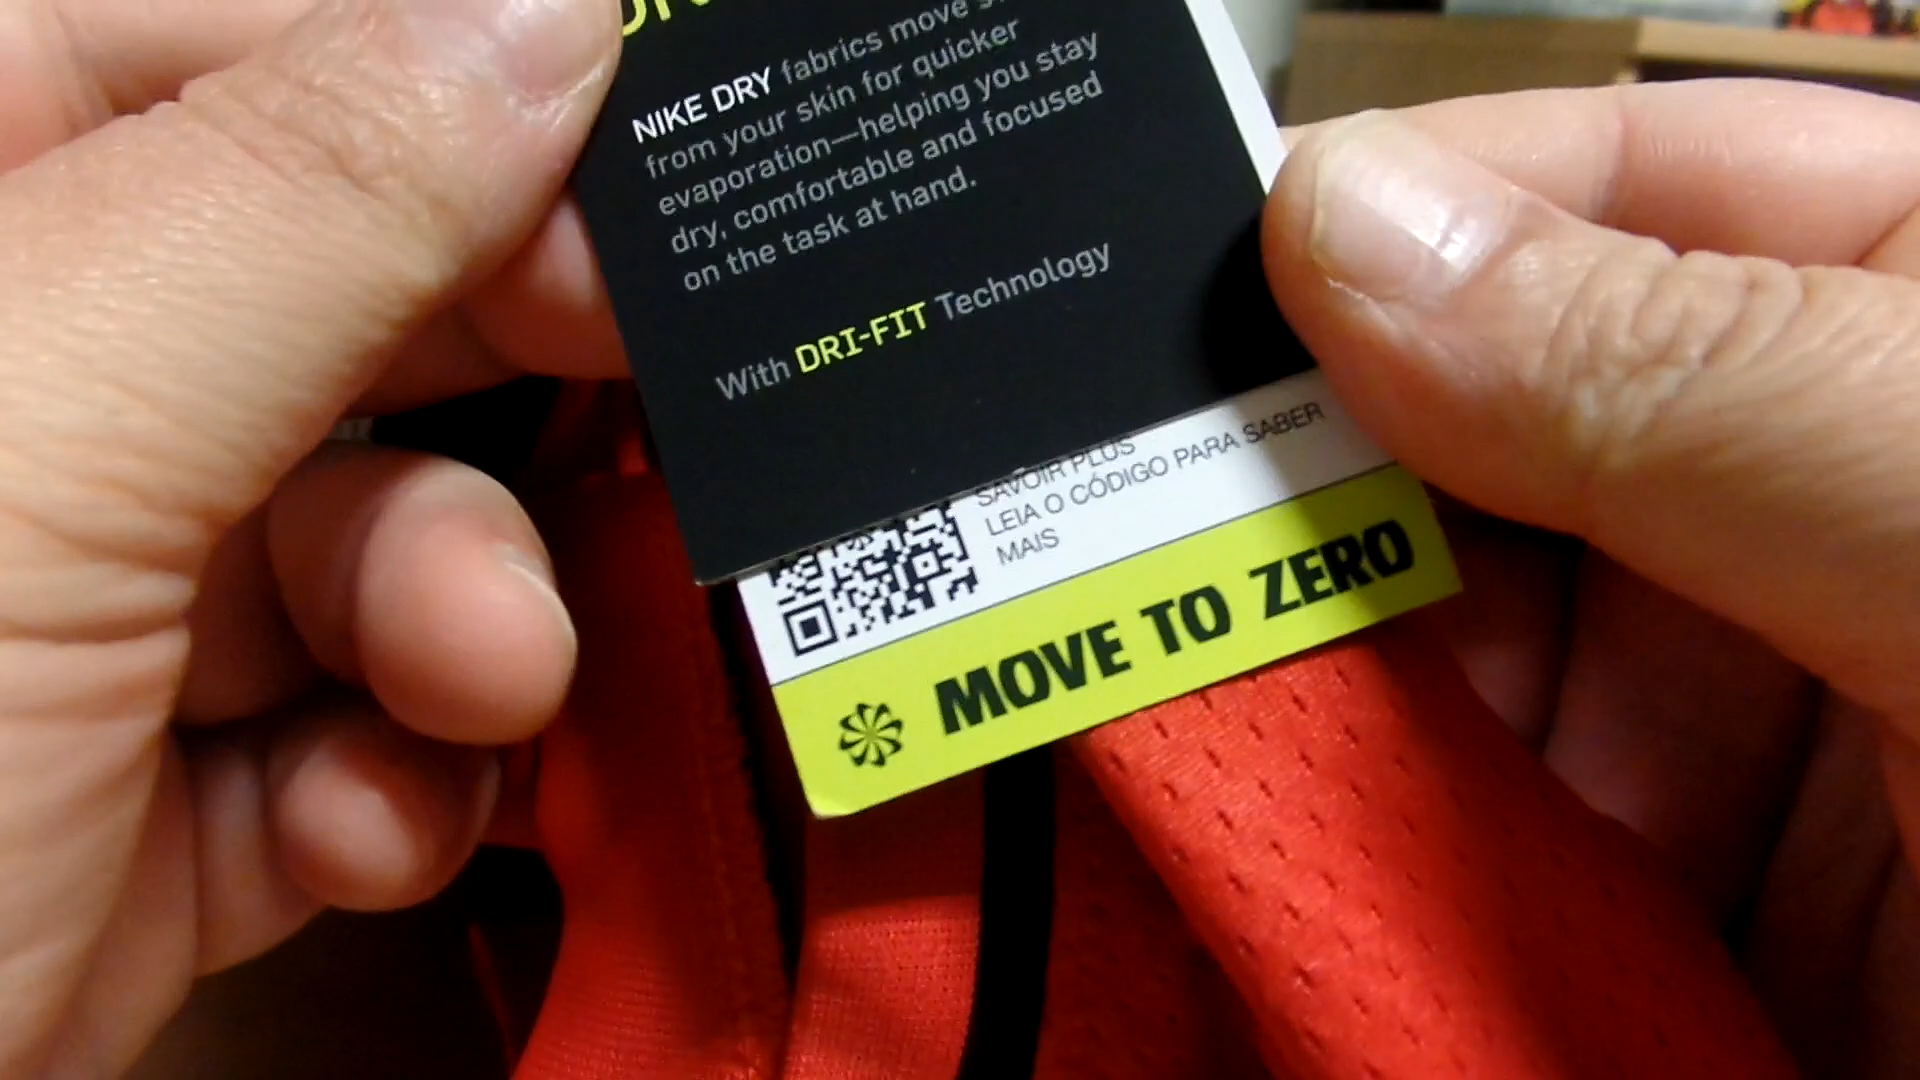 NIKE DRY fabrics move
from your skin for quicker
evaporation—helping you stay
dry, comfortable and focused
on the task at hand.
With DRI-FIT Technology
SAVOIR PLUS
LEIA O CÓDIGO PARA SABER
MAIS
MOVE TO ZERO